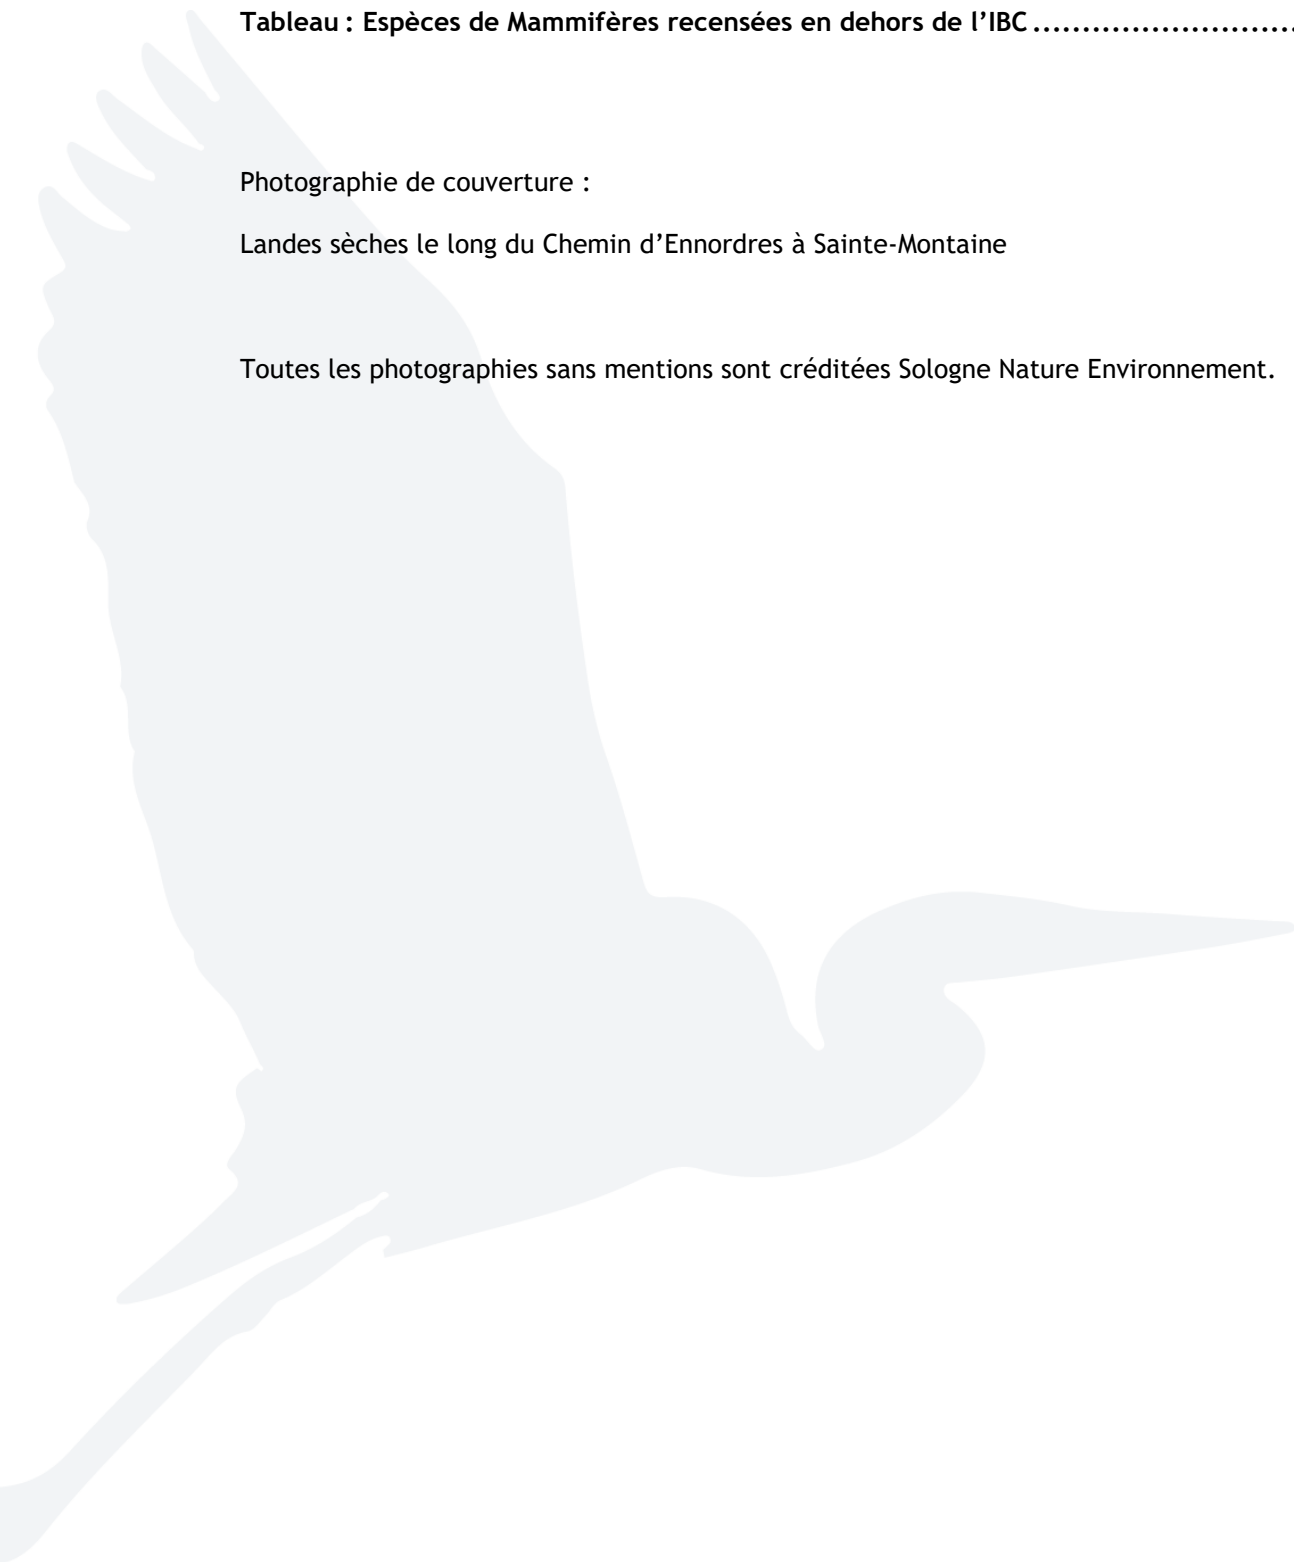 Tableau : Espèces de Mammifères recensées en dehors de l’IBC...........................
Photographie de couverture :
Landes sèches le long du Chemin d’Ennordres à Sainte-Montaine
Toutes les photographies sans mentions sont créditées Sologne Nature Environnement.